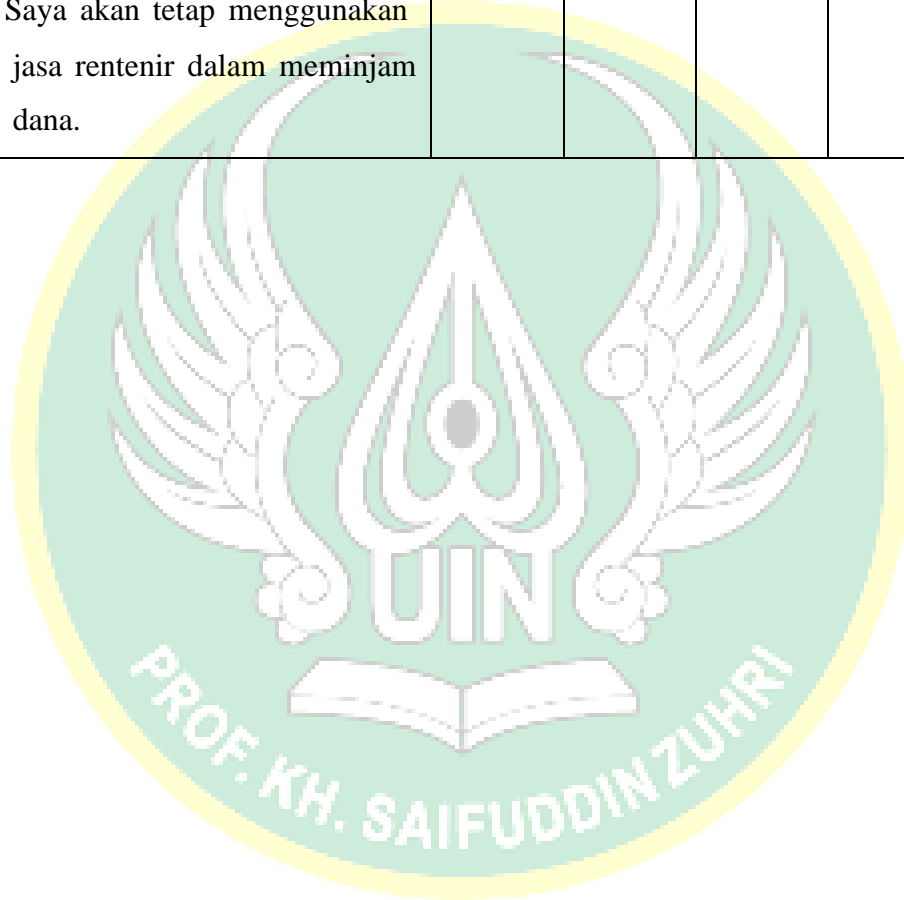 Saya akan tetap menggunakan
jasa rentenir dalam meminjam
dana.
UIN
PROF. KH. SAIFUDDIN ZUHRI